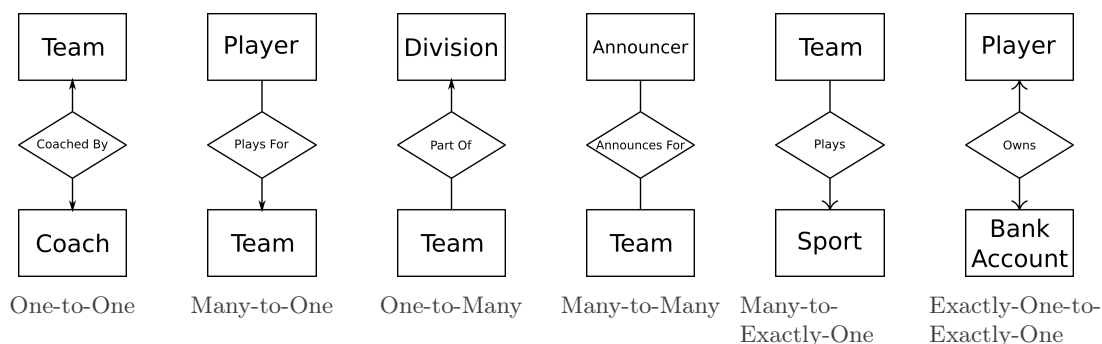 Team
Coached By
Coach
One-to-One
Player
Plays For
Team
Many-to-One
Division
Part Of
Team
One-to-Many
Announcer
Announces For
Team
Many-to-Many
Team
Plays
Sport
Many-to-
Exactly-One
Player
Owns
Bank
Account
Exactly-One-to-
Exactly-One